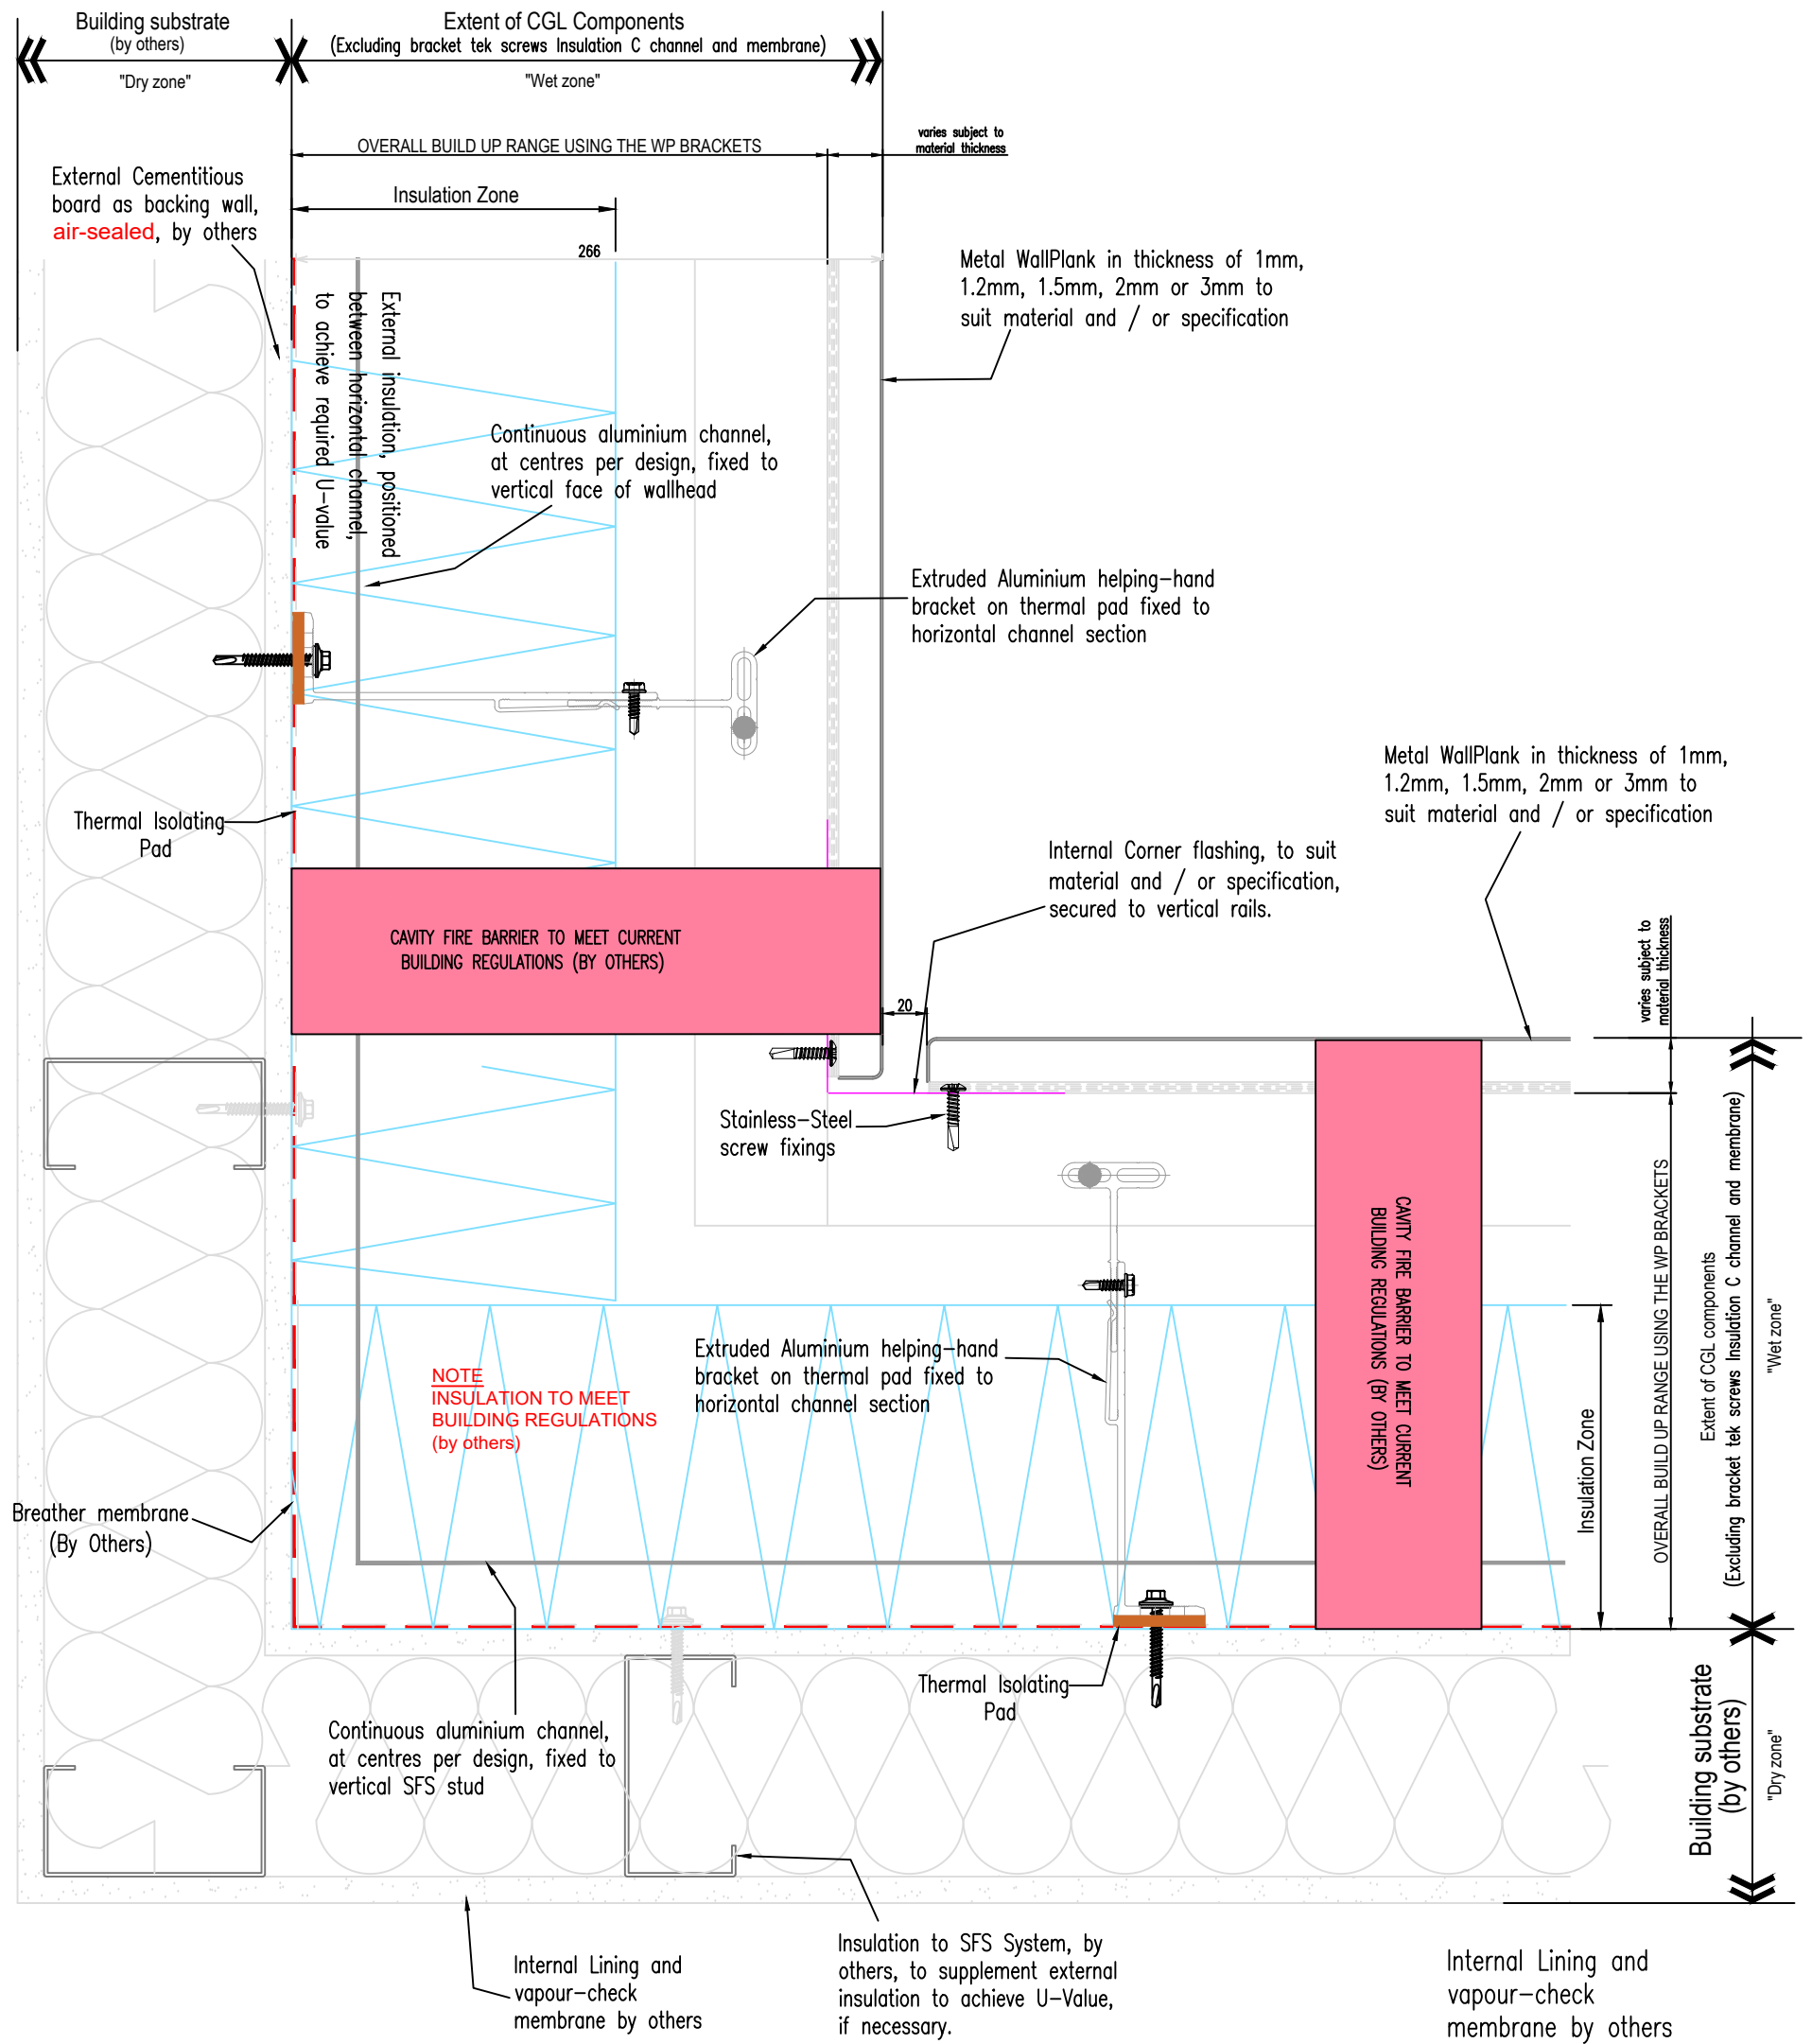 Building substrate
(by others)
"Dry zone"
Extent of CGL Components
(Excluding bracket tek screws Insulation C channel and membrane)
"Wet zone"
OVERALL BUILD UP RANGE USING THE WP BRACKETS
varies subject to
material thickness
Insulation Zone
External Cementitious
board as backing wall,
air-sealed, by others
266
Metal WallPlank in thickness of 1mm,
1.2mm, 1.5mm, 2mm or 3mm to
suit material and / or specification
External insulation, positioned
between horizontal channel,
to achieve required U-value
Continuous aluminium channel,
at centres per design, fixed to
vertical face of wallhead
Extruded Aluminium helping-hand
bracket on thermal pad fixed to
horizontal channel section
Metal WallPlank in thickness of 1mm,
1.2mm, 1.5mm, 2mm or 3mm to
suit material and / or specification
Thermal Isolating
Pad
Internal Corner flashing, to suit
material and / or specification,
secured to vertical rails.
CAVITY FIRE BARRIER TO MEET CURRENT
BUILDING REGULATIONS (BY OTHERS)
varies subject to
material thickness
20
Stainless-Steel
screw fixings
CAVITY FIRE BARRIER TO MEET CURRENT
BUILDING REGULATIONS (BY OTHERS)
OVERALL BUILD UP RANGE USING THE WP BRACKETS
Extent of CGL components
(Excluding bracket tek screws Insulation C channel and membrane)
"Wet zone"
Insulation Zone
Extruded Aluminium helping-hand
bracket on thermal pad fixed to
horizontal channel section
NOTE
INSULATION TO MEET
BUILDING REGULATIONS
(by others)
Breather membrane
(By Others)
Thermal Isolating
Pad
Continuous aluminium channel,
at centres per design, fixed to
vertical SFS stud
Building substrate
(by others)
"Dry zone"
Internal Lining and
vapour-check
membrane by others
Insulation to SFS System, by
others, to supplement external
insulation to achieve U-Value,
if necessary.
Internal Lining and
vapour-check
membrane by others